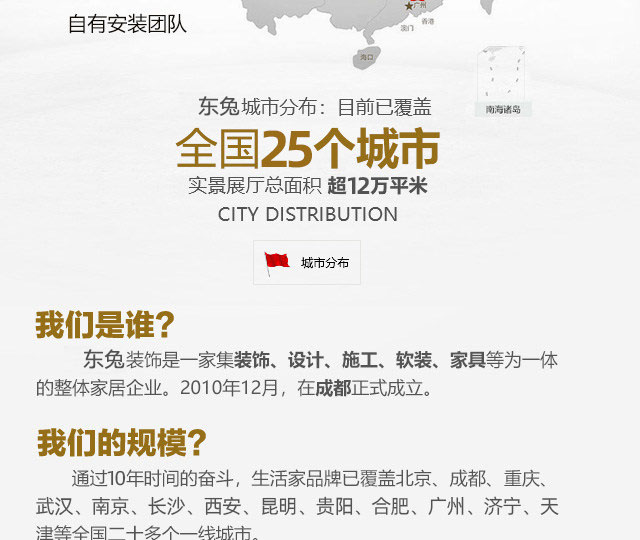 广州
澳门 香港
自有安装团队
海口
南海诸岛
东兔城市分布：目前已覆盖
全国25个城市
实景展厅总面积 超12万平米
CITY DISTRIBUTION
城市分布
我们是谁？
东兔装饰是一家集装饰、设计、施工、软装、家具等为一体
的整体家居企业。2010年12月，在成都正式成立。
我们的规模？
通过10年时间的奋斗，生活家品牌已覆盖北京、成都、重庆、
武汉、南京、长沙、西安、昆明、贵阳、合肥、广州、济宁、天
津等全国二十多个一线城市。